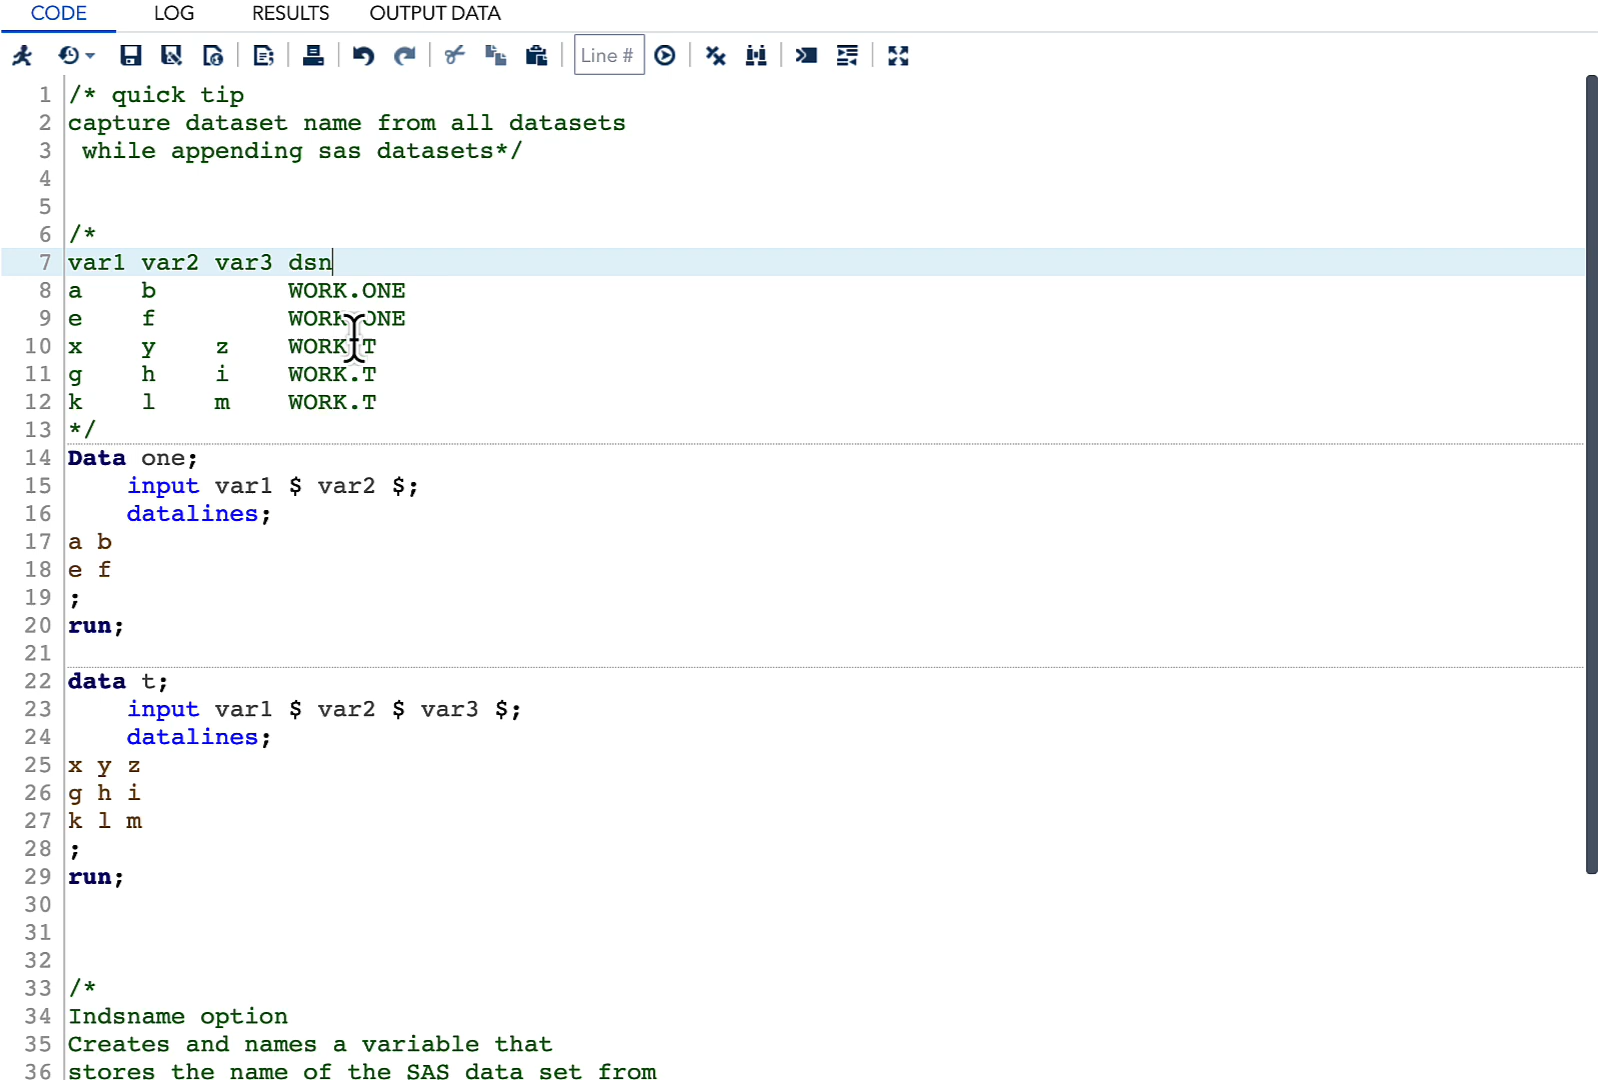 CODE LOG RESULTS OUTPUT DATA
Line #
1 /* quick tip
2 capture dataset name from all datasets
3 while appending sas datasets*/
4
5
6 /*
7 var1 var2 var3 dsn
8 a b WORK.ONE
9 e f WORK.ONE
10 x y z WORK.T
11 g h i WORK.T
12 k l m WORK.T
13 */
14 Data one;
15 input var1 $ var2 $;
16 datalines;
17 a b
18 e f
19 ;
20 run;
21
22 data t;
23 input var1 $ var2 $ var3 $;
24 datalines;
25 x y z
26 g h i
27 k l m
28 ;
29 run;
30
31
32
33 /*
34 Indsname option
35 Creates and names a variable that
36 stores the name of the SAS data set from